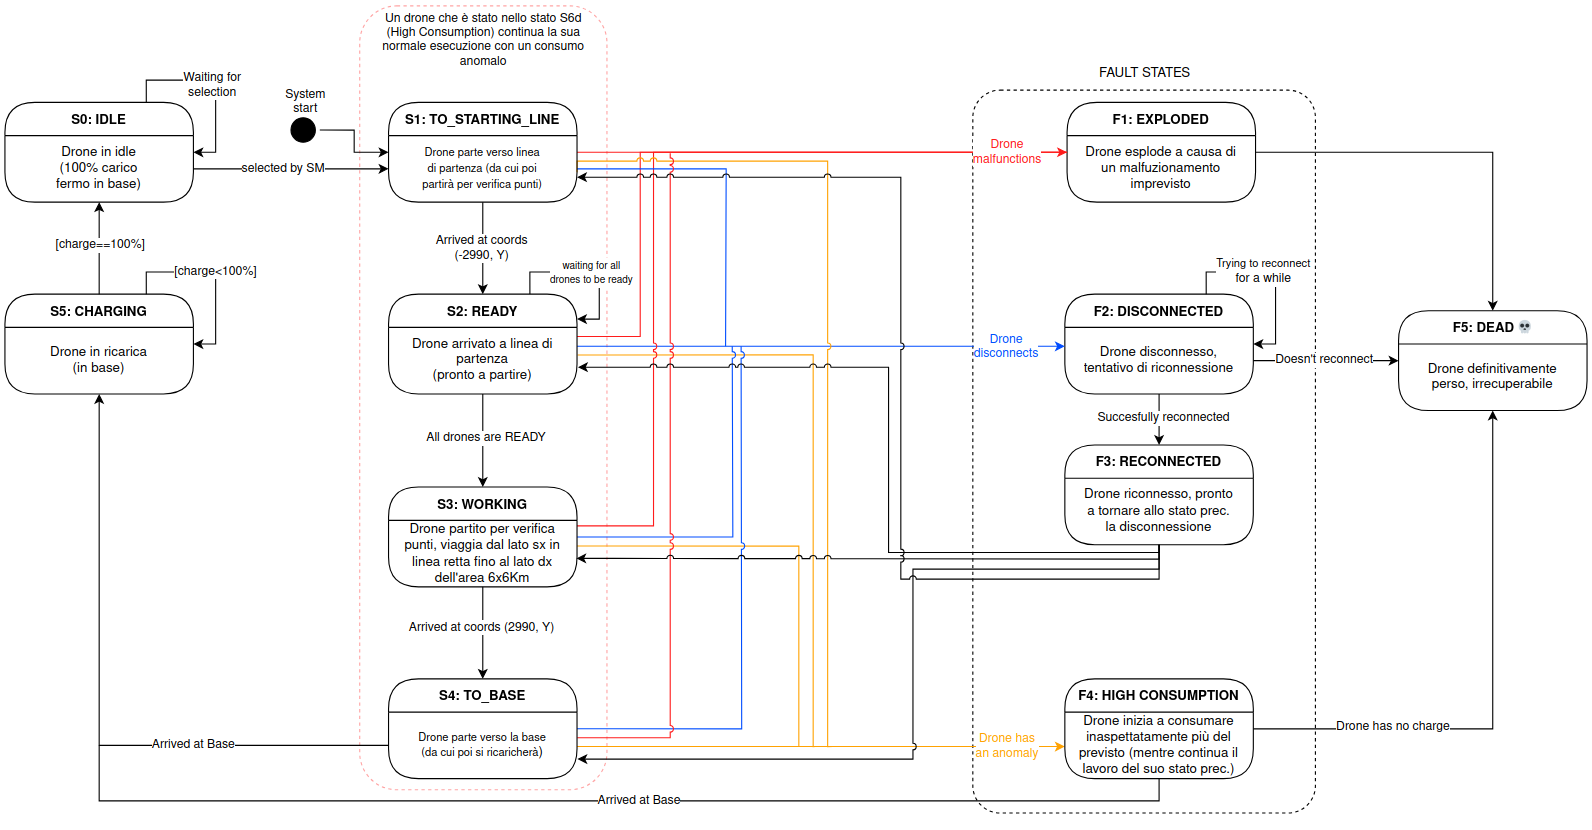 Un drone che è stato nello stato S6d
(High Consumption) continua la sua
normale esecuzione con un consumo
anomalo
FAULT STATES
Waiting for
selection
System
start
S0: IDLE
Drone in idle
(100% carico
fermo in base)
selected by SM
S1: TO_STARTING_LINE
Drone parte verso linea
di partenza (da cui poi
partirà per verifica punti)
Drone
malfunctions
F1: EXPLODED
Drone esplode a causa di
un malfuzionamento
imprevisto
[charge==100%]
[charge<100%]
Arrived at coords
(-2990, Y)
waiting for all
drones to be ready
Trying to reconnect
for a while
S5: CHARGING
Drone in ricarica
(in base)
S2: READY
Drone arrivato a linea di
partenza
(pronto a partire)
Drone
disconnects
F2: DISCONNECTED
Drone disconnesso,
tentativo di riconnessione
Doesn't reconnect
F5: DEAD 💀
Drone definitivamente
perso, irrecuperabile
All drones are READY
Succesfully reconnected
F3: RECONNECTED
Drone riconnesso, pronto
a tornare allo stato prec.
la disconnessione
S3: WORKING
Drone partito per verifica
punti, viaggia dal lato sx in
linea retta fino al lato dx
dell'area 6x6Km
Arrived at coords (2990, Y)
S4: TO_BASE
Drone parte verso la base
(da cui poi si ricaricherà)
Arrived at Base
Drone has
an anomaly
F4: HIGH CONSUMPTION
Drone inizia a consumare
inaspettatamente più del
previsto (mentre continua il
lavoro del suo stato prec.)
Drone has no charge
Arrived at Base